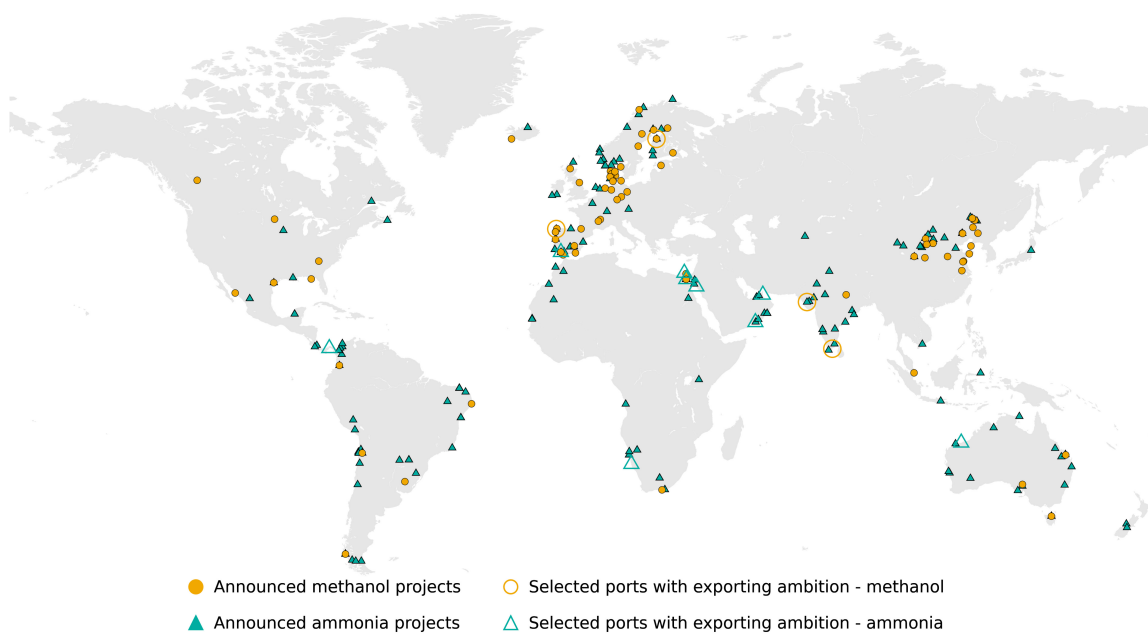 Announced methanol projects
Selected ports with exporting ambition - methanol
Announced ammonia projects
Selected ports with exporting ambition - ammonia